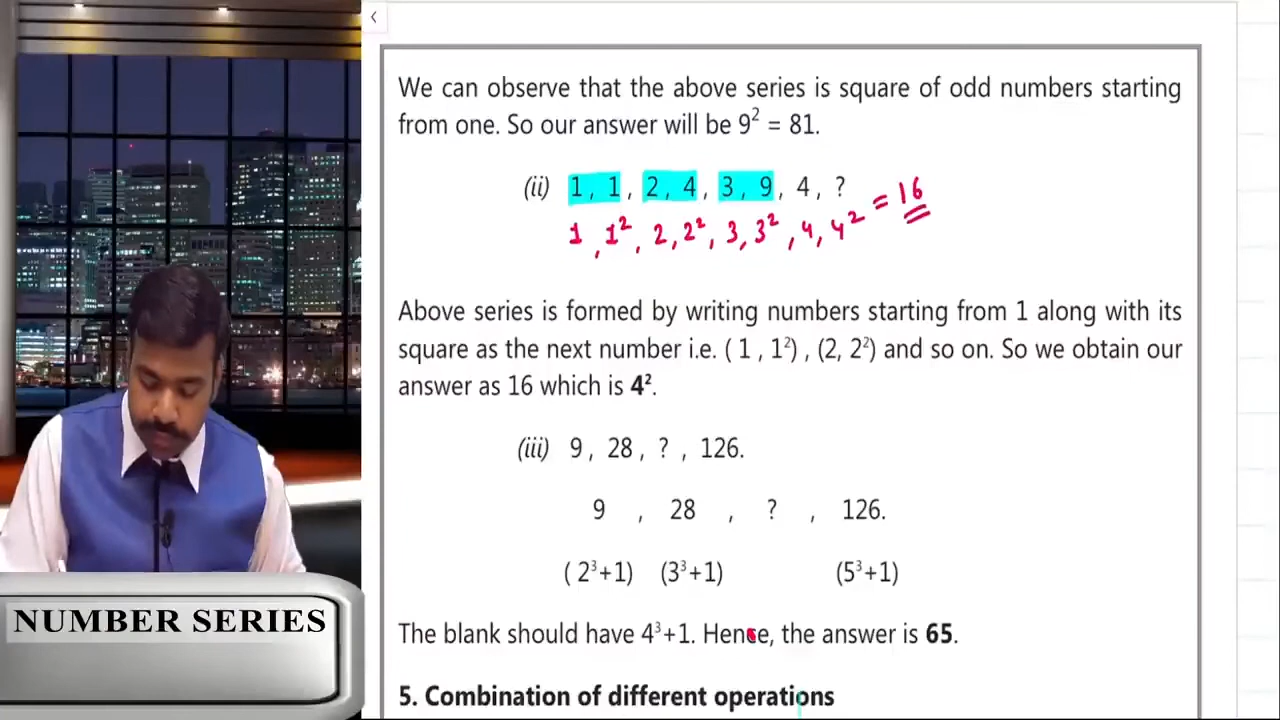 We can observe that the above series is square of odd numbers starting
from one. So our answer will be 9² = 81.
(ii) 1, 1, 2, 4, 3, 9, 4, ?
1, 1², 2, 2², 3, 3², 4, 4² = 16
Above series is formed by writing numbers starting from 1 along with its
square as the next number i.e. ( 1 , 1²) , (2, 2²) and so on. So we obtain our
answer as 16 which is 4².
(iii) 9, 28, ?, 126.
9 , 28 , ? , 126.
( 2³+1) (3³+1) (5³+1)
The blank should have 4³+1. Hence, the answer is 65.
5. Combination of different operations
NUMBER SERIES